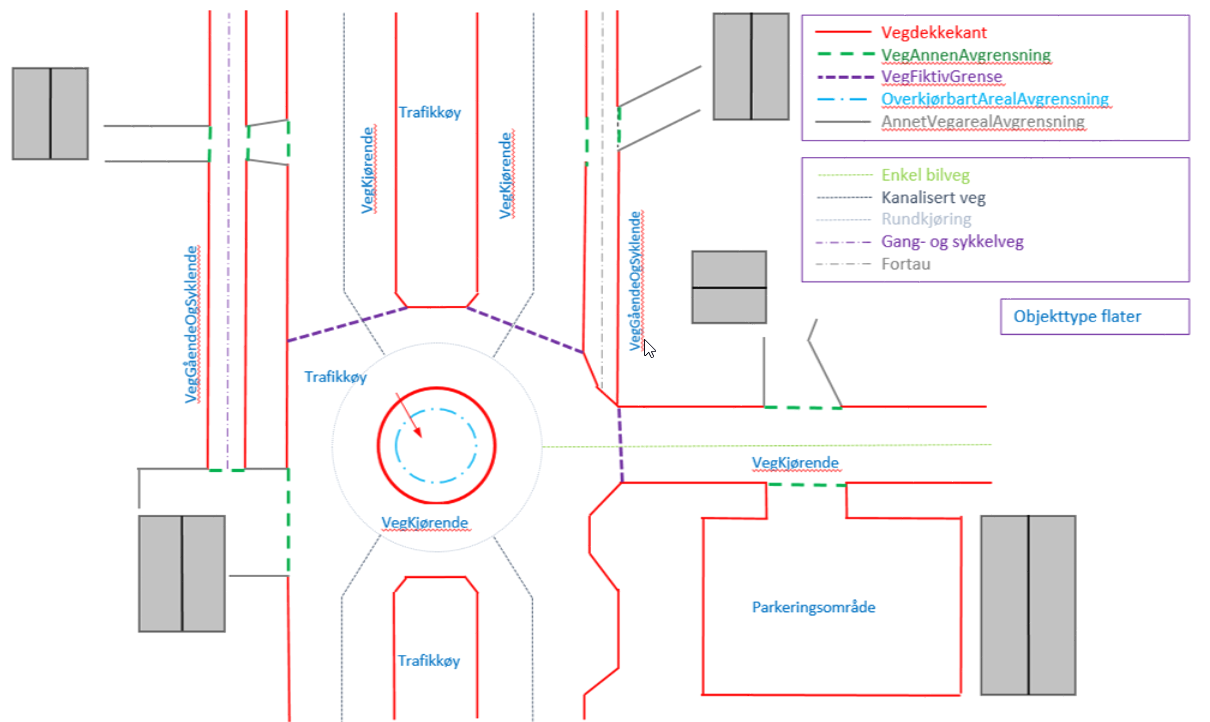 Vegdekkekant
VegAnnenAvgrensning
VegFiktivGrense
OverkjørbartArealAvgrensning
AnnetVegarealAvgrensning
Enkel bilveg
Kanalisert veg
Rundkjøring
Gang- og sykkelveg
Fortau
Objekttype flater
Trafikkøy
VegKjørende
VegKjørende
VegGåendeOgSyklende
VegGåendeOgSyklende
Trafikkøy
VegKjørende
VegKjørende
Trafikkøy
Parkeringsområde